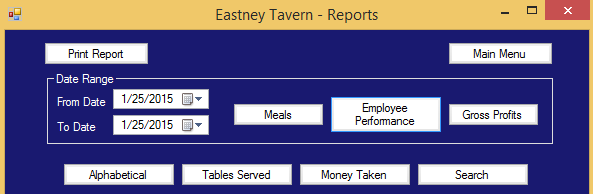 Eastney Tavern - Reports
Print Report
Main Menu
Date Range
From Date 1/25/2015
To Date 1/25/2015
Meals
Employee
Performance
Gross Profits
Alphabetical
Tables Served
Money Taken
Search